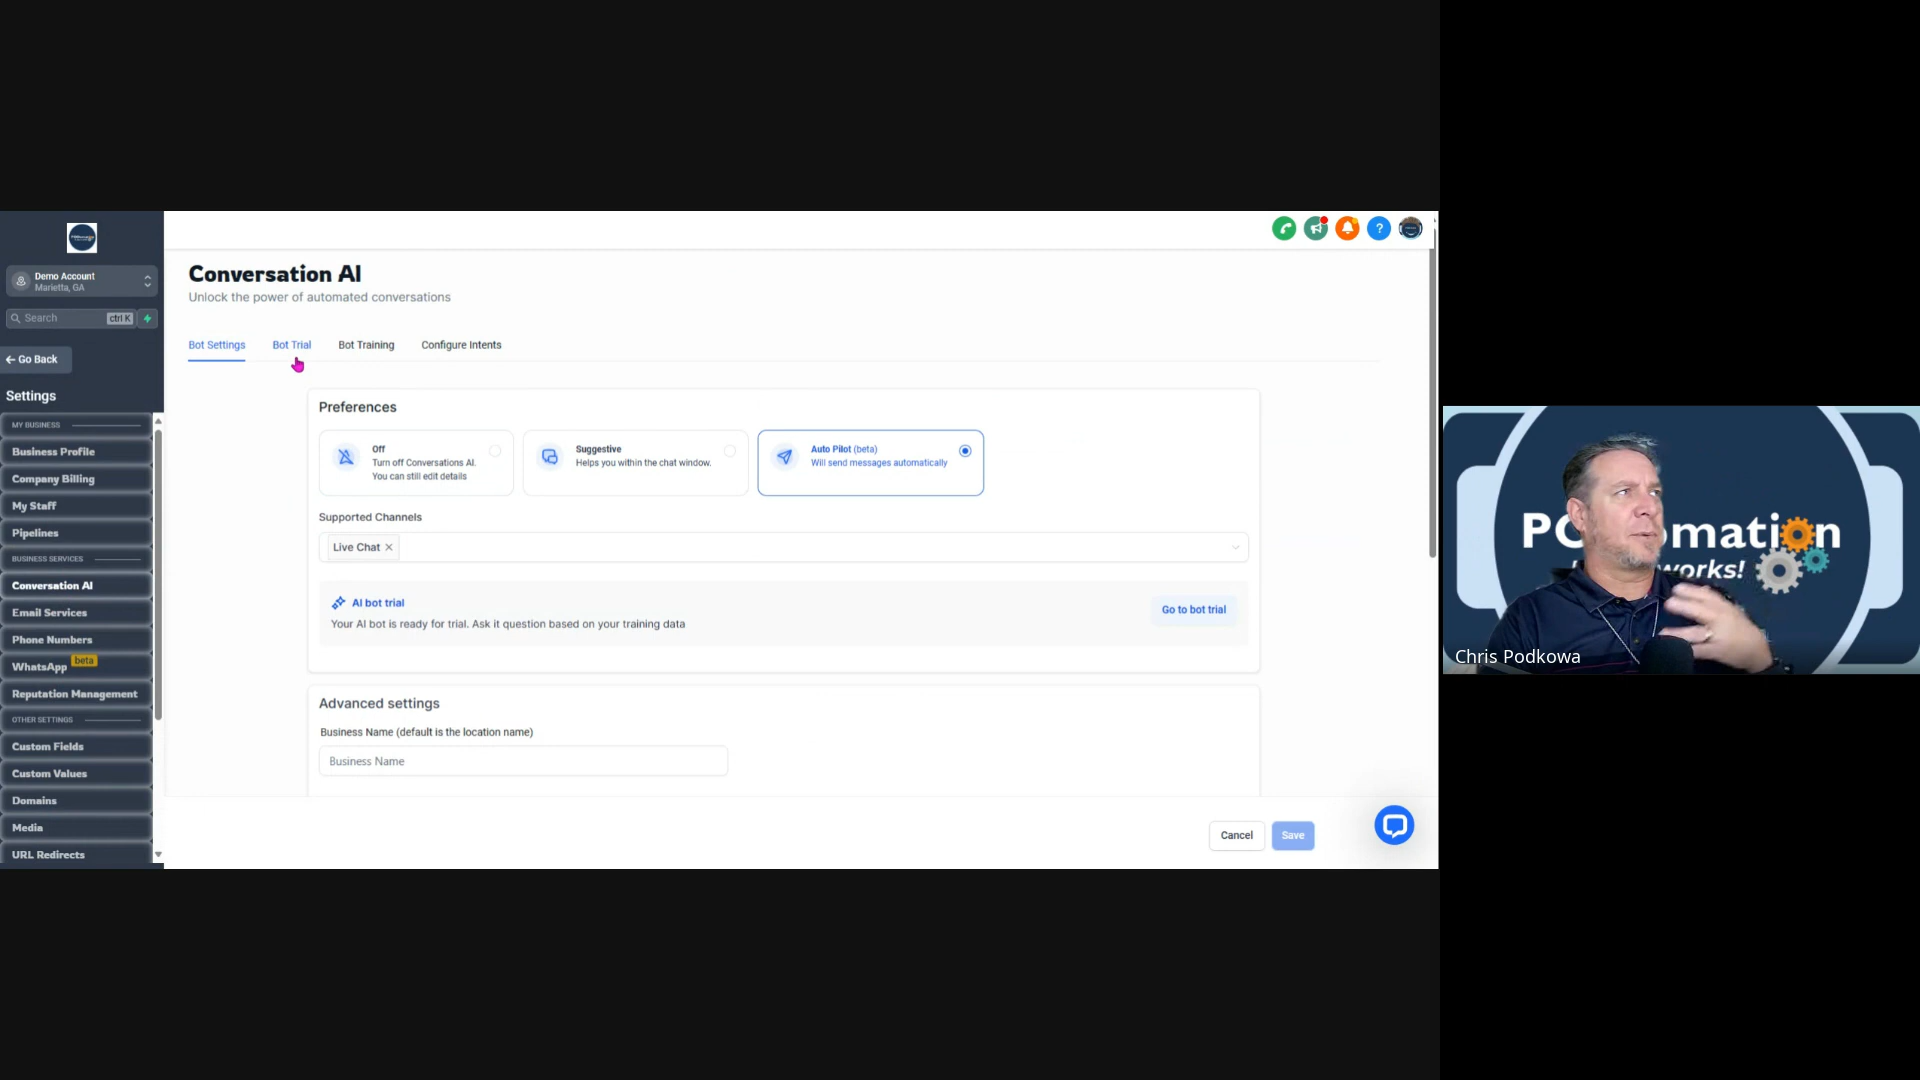 Demo Account
Marietta, GA
Search
ctrl K
Go Back
Settings
MY BUSINESS
Business Profile
Company Billing
My Staff
Pipelines
BUSINESS SERVICES
Conversation AI
Email Services
Phone Numbers
WhatsApp beta
Reputation Management
OTHER SETTINGS
Custom Fields
Custom Values
Domains
Media
URL Redirects
Conversation AI
Unlock the power of automated conversations
Bot Settings
Bot Trial
Bot Training
Configure Intents
Preferences
Off
Turn off Conversations AI.
You can still edit details
Suggestive
Helps you within the chat window.
Auto Pilot (beta)
Will send messages automatically
Supported Channels
Live Chat
AI bot trial
Your AI bot is ready for trial. Ask it question based on your training data
Go to bot trial
Advanced settings
Business Name (default is the location name)
Business Name
Cancel
Save
works!
Chris Podkowa